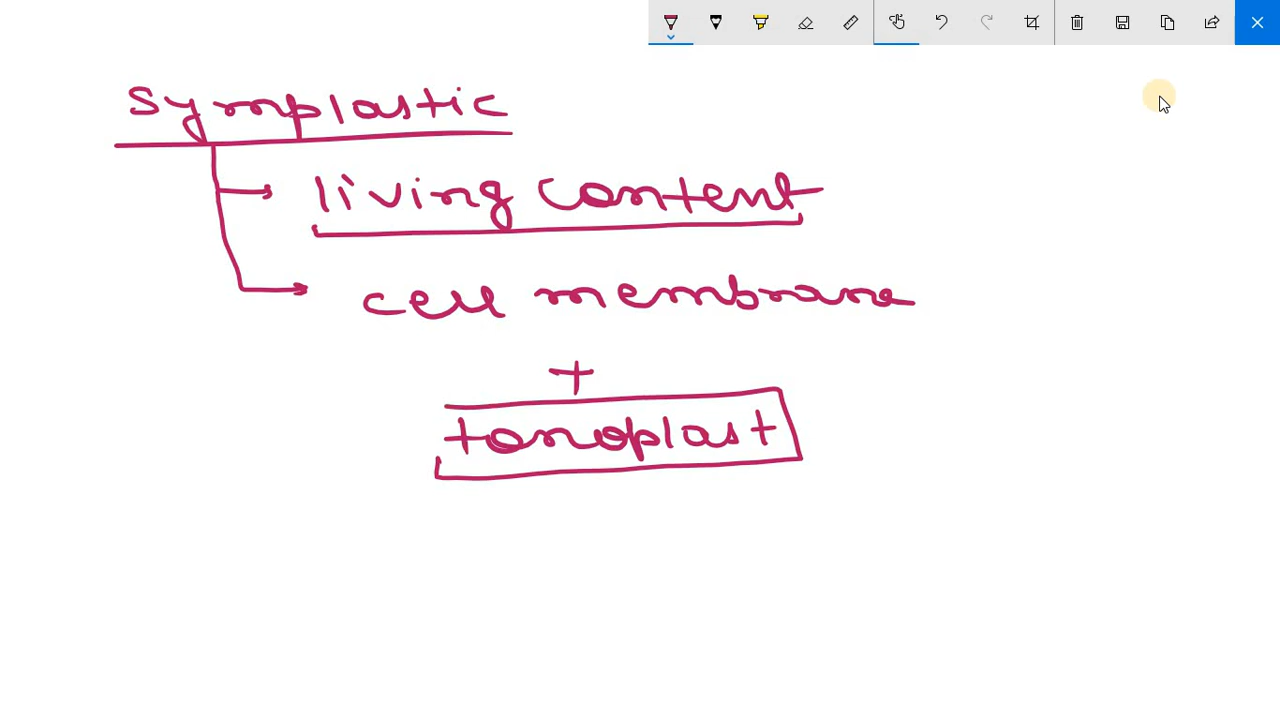 symplastic
living content
cell membrane
+
tonoplast